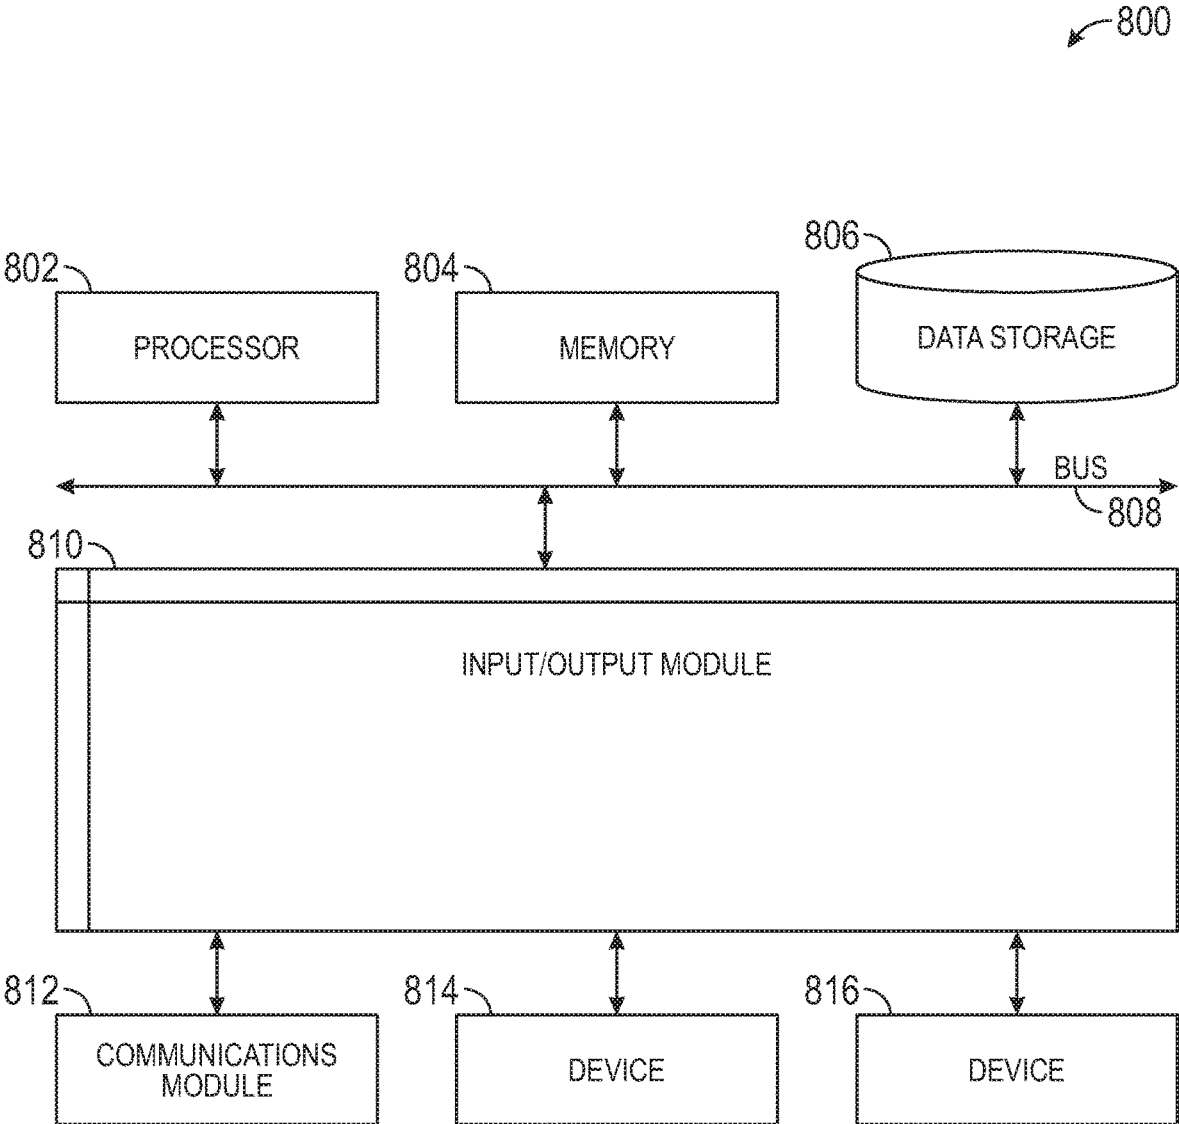 800
802
PROCESSOR
804
MEMORY
806
DATA STORAGE
BUS
808
810
INPUT/OUTPUT MODULE
812
COMMUNICATIONS
MODULE
814
DEVICE
816
DEVICE